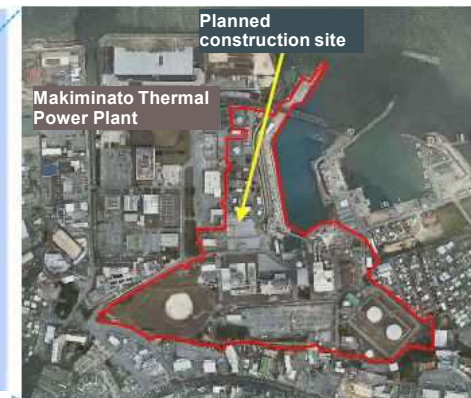 Planned
construction site
Makiminato Thermal
Power Plant